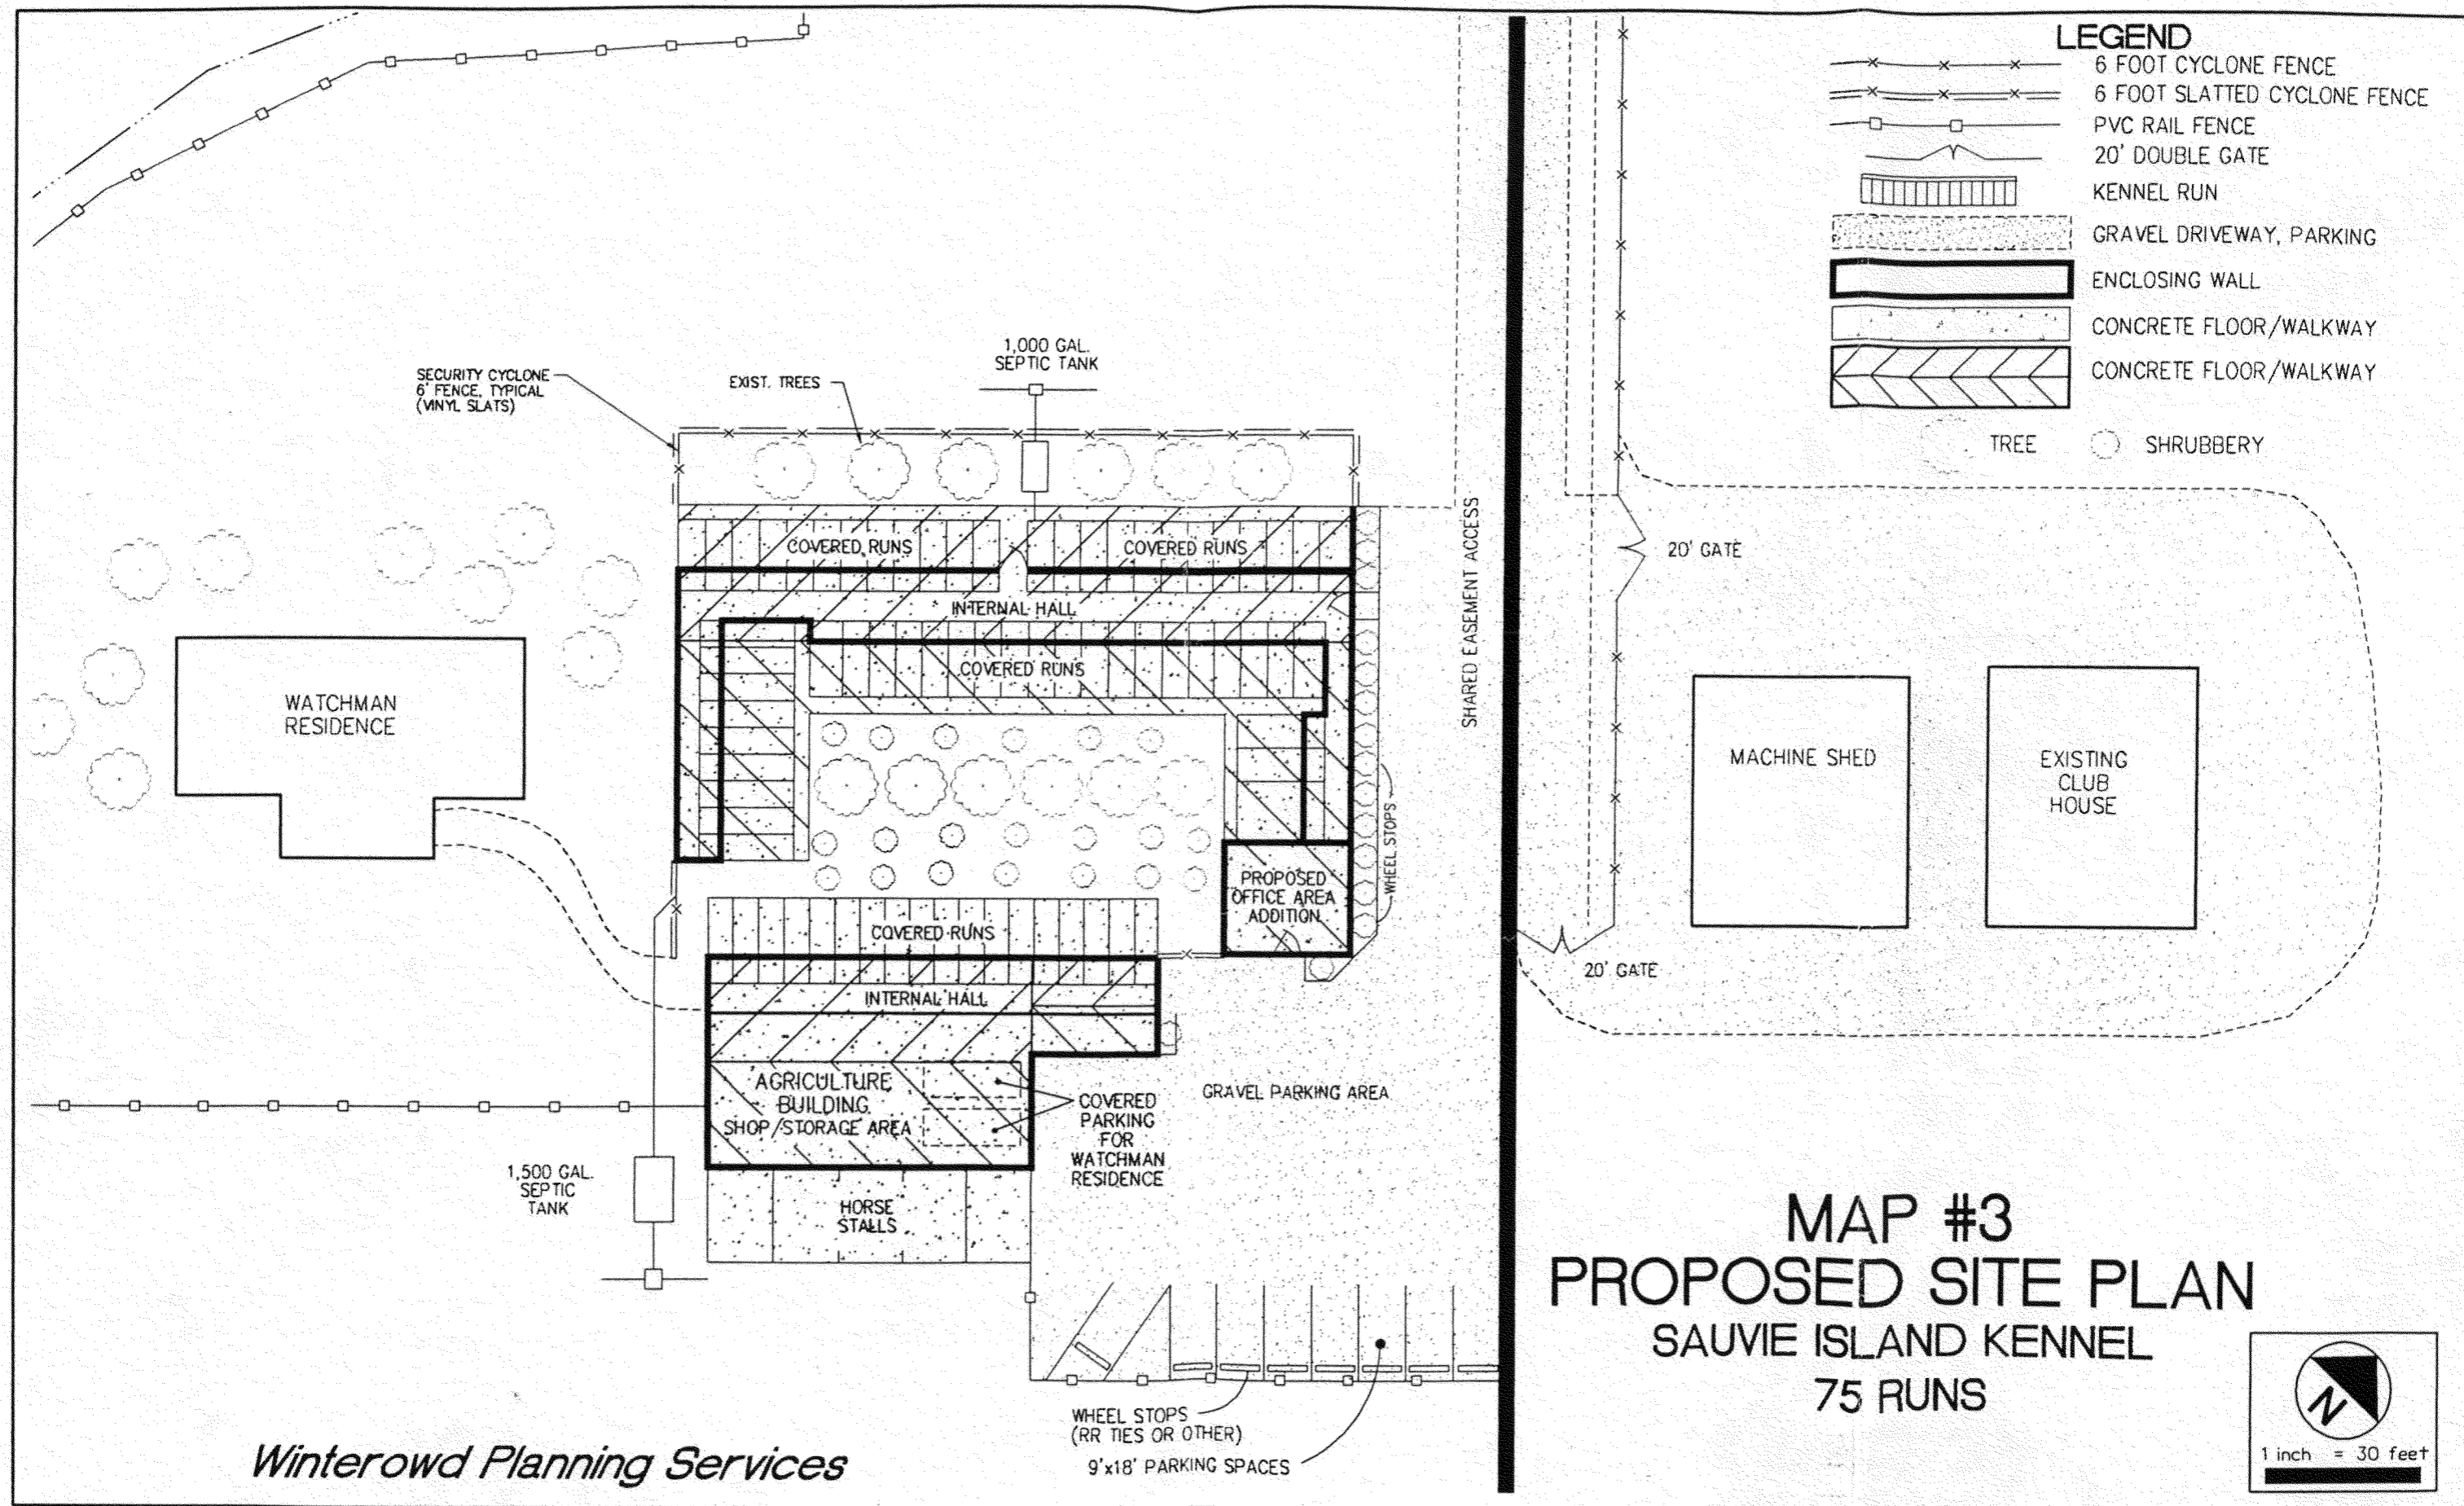 LEGEND
6 FOOT CYCLONE FENCE
6 FOOT SLATTED CYCLONE FENCE
PVC RAIL FENCE
20' DOUBLE GATE
KENNEL RUN
GRAVEL DRIVEWAY, PARKING
ENCLOSING WALL
CONCRETE FLOOR/WALKWAY
CONCRETE FLOOR/WALKWAY
TREE
SHRUBBERY
1,000 GAL.
SEPTIC TANK
SECURITY CYCLONE
6' FENCE, TYPICAL
(VINYL SLATS)
EXIST. TREES
COVERED RUNS
COVERED RUNS
INTERNAL HALL
COVERED RUNS
SHARED EASEMENT ACCESS
20' GATE
WATCHMAN
RESIDENCE
MACHINE SHED
EXISTING
CLUB
HOUSE
WHEEL STOPS
PROPOSED
OFFICE AREA
ADDITION
COVERED RUNS
20' GATE
INTERNAL HALL
AGRICULTURE
BUILDING
SHOP/STORAGE AREA
COVERED
PARKING
FOR
WATCHMAN
RESIDENCE
GRAVEL PARKING AREA
1,500 GAL.
SEPTIC
TANK
HORSE
STALLS
MAP #3
PROPOSED SITE PLAN
SAUVIE ISLAND KENNEL
75 RUNS
WHEEL STOPS
(RR TIES OR OTHER)
9'x18' PARKING SPACES
Winterowd Planning Services
N
1 inch = 30 feet